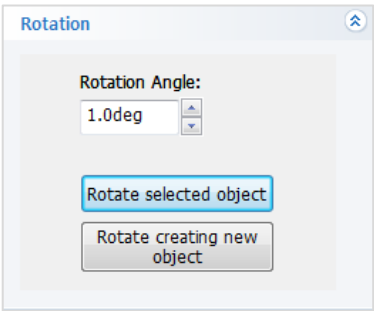 Rotation
Rotation Angle:
1.0deg
Rotate selected object
Rotate creating new
object